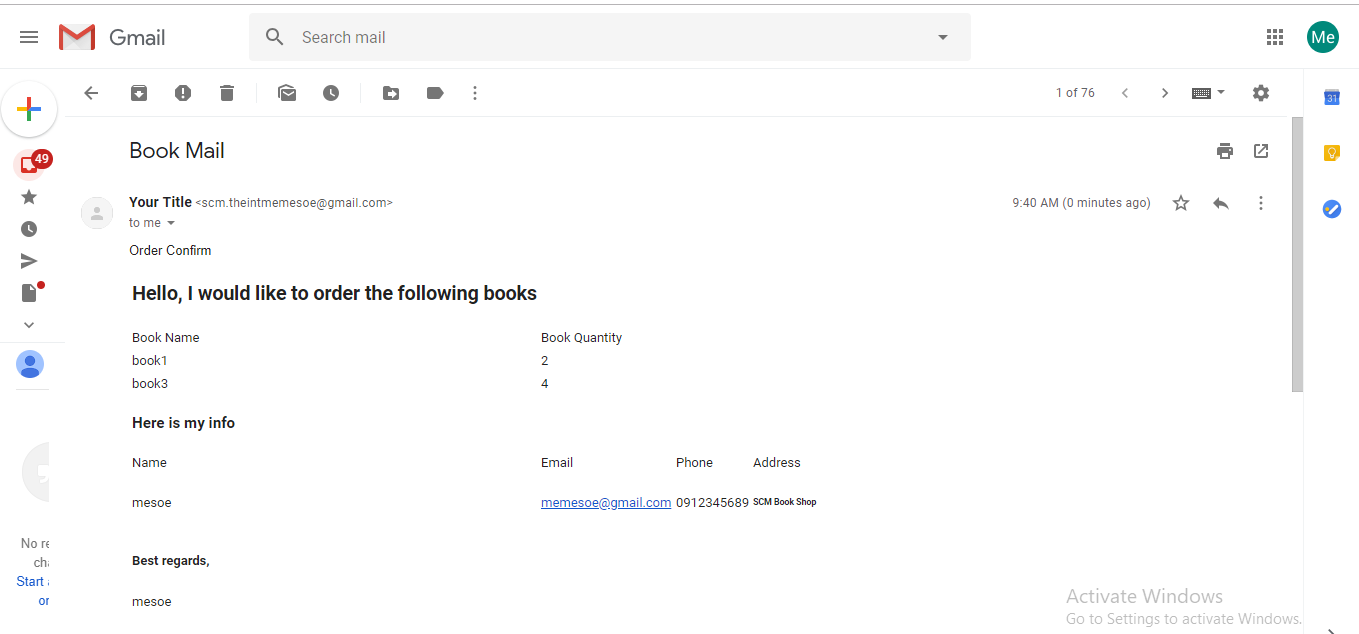 Gmail
Search mail
Me
1 of 76
31
49
Book Mail
Your Title <scm.theintmemesoe@gmail.com>
9:40 AM (0 minutes ago)
to me
Order Confirm
Hello, I would like to order the following books
Book Name Book Quantity
book1 2
book3 4
Here is my info
Name Email Phone Address
mesoe memesoe@gmail.com 0912345689 SCM Book Shop
Best regards,
mesoe
No re
cha
Start a
or
Activate Windows
Go to Settings to activate Windows.